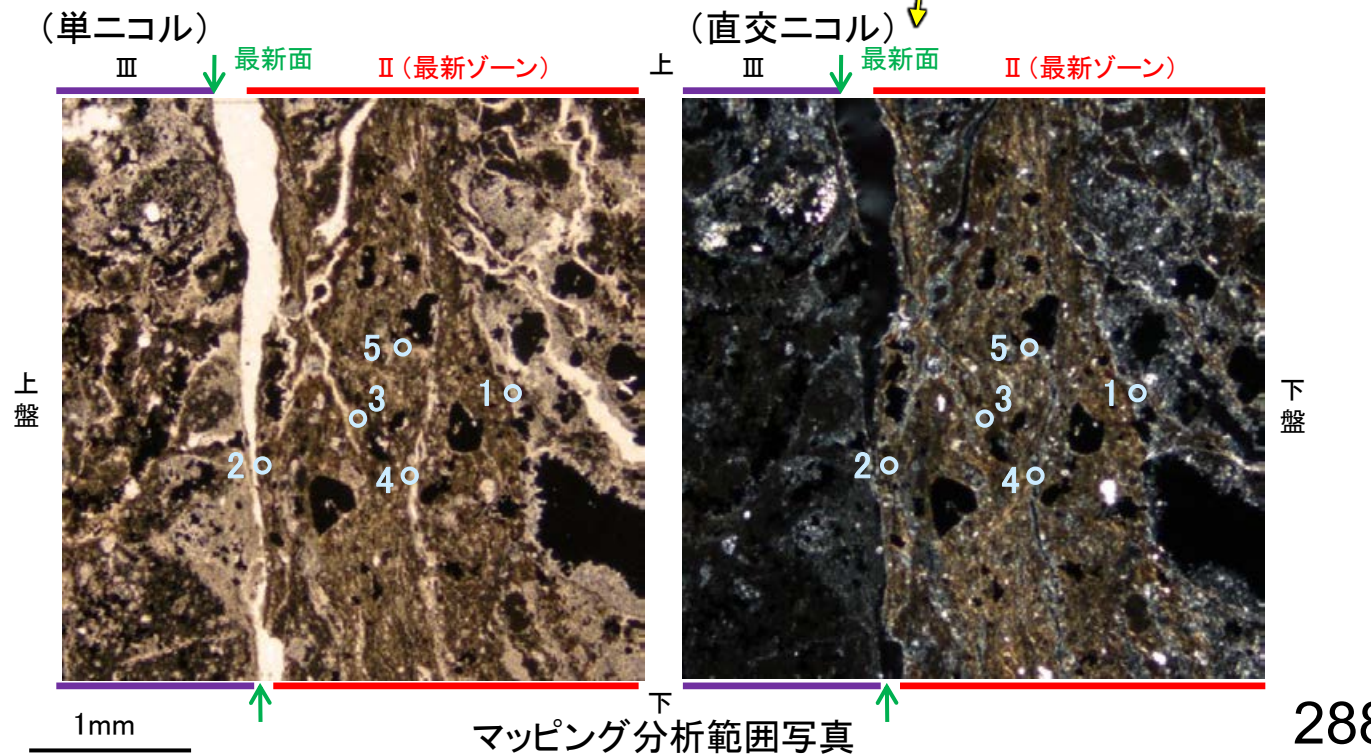 （単ニコル）
（直交ニコル）
Ⅲ
最新面
Ⅱ（最新ゾーン）
上
Ⅲ
最新面
Ⅱ（最新ゾーン）
5
3
1
2
4
5
3
1
2
4
上盤
下盤
下
1mm
マッピング分析範囲写真
288